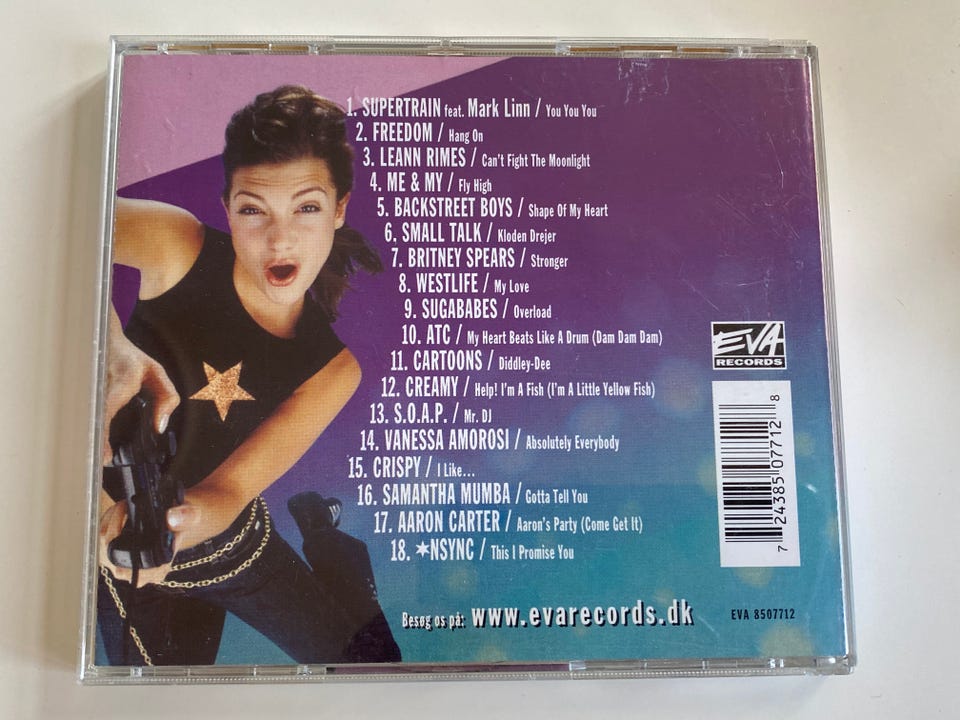 1. SUPERTRAIN feat. Mark Linn / You You You
2. FREEDOM / Hang On
3. LEANN RIMES / Can't Fight The Moonlight
4. ME & MY / Fly High
5. BACKSTREET BOYS / Shape Of My Heart
6. SMALL TALK / Kloden Drejer
7. BRITNEY SPEARS / Stronger
8. WESTLIFE / My Love
9. SUGABABES / Overload
10. ATC / My Heart Beats Like A Drum (Dam Dam Dam)
11. CARTOONS / Diddley-Dee
12. CREAMY / Help! I'm A Fish (I'm A Little Yellow Fish)
13. S.O.A.P. / Mr. DJ
14. VANESSA AMOROSI / Absolutely Everybody
15. CRISPY / I Like...
16. SAMANTHA MUMBA / Gotta Tell You
17. AARON CARTER / Aaron's Party (Come Get It)
18. *NSYNC / This I Promise You
EVA
RECORDS
7 24385 07712 8
Besøg os på: www.evarecords.dk
EVA 8507712